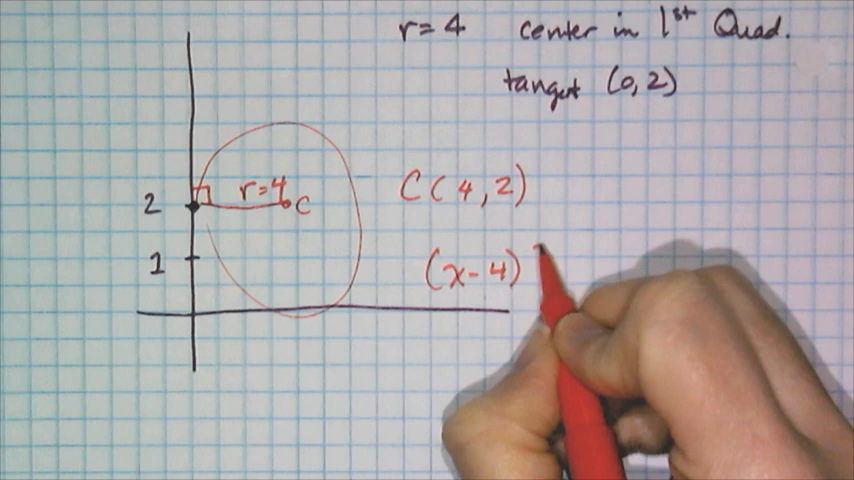 r=4 center in 1st Quad.
tangent (0,2)
2
r=4
C
C(4,2)
1
(x-4)